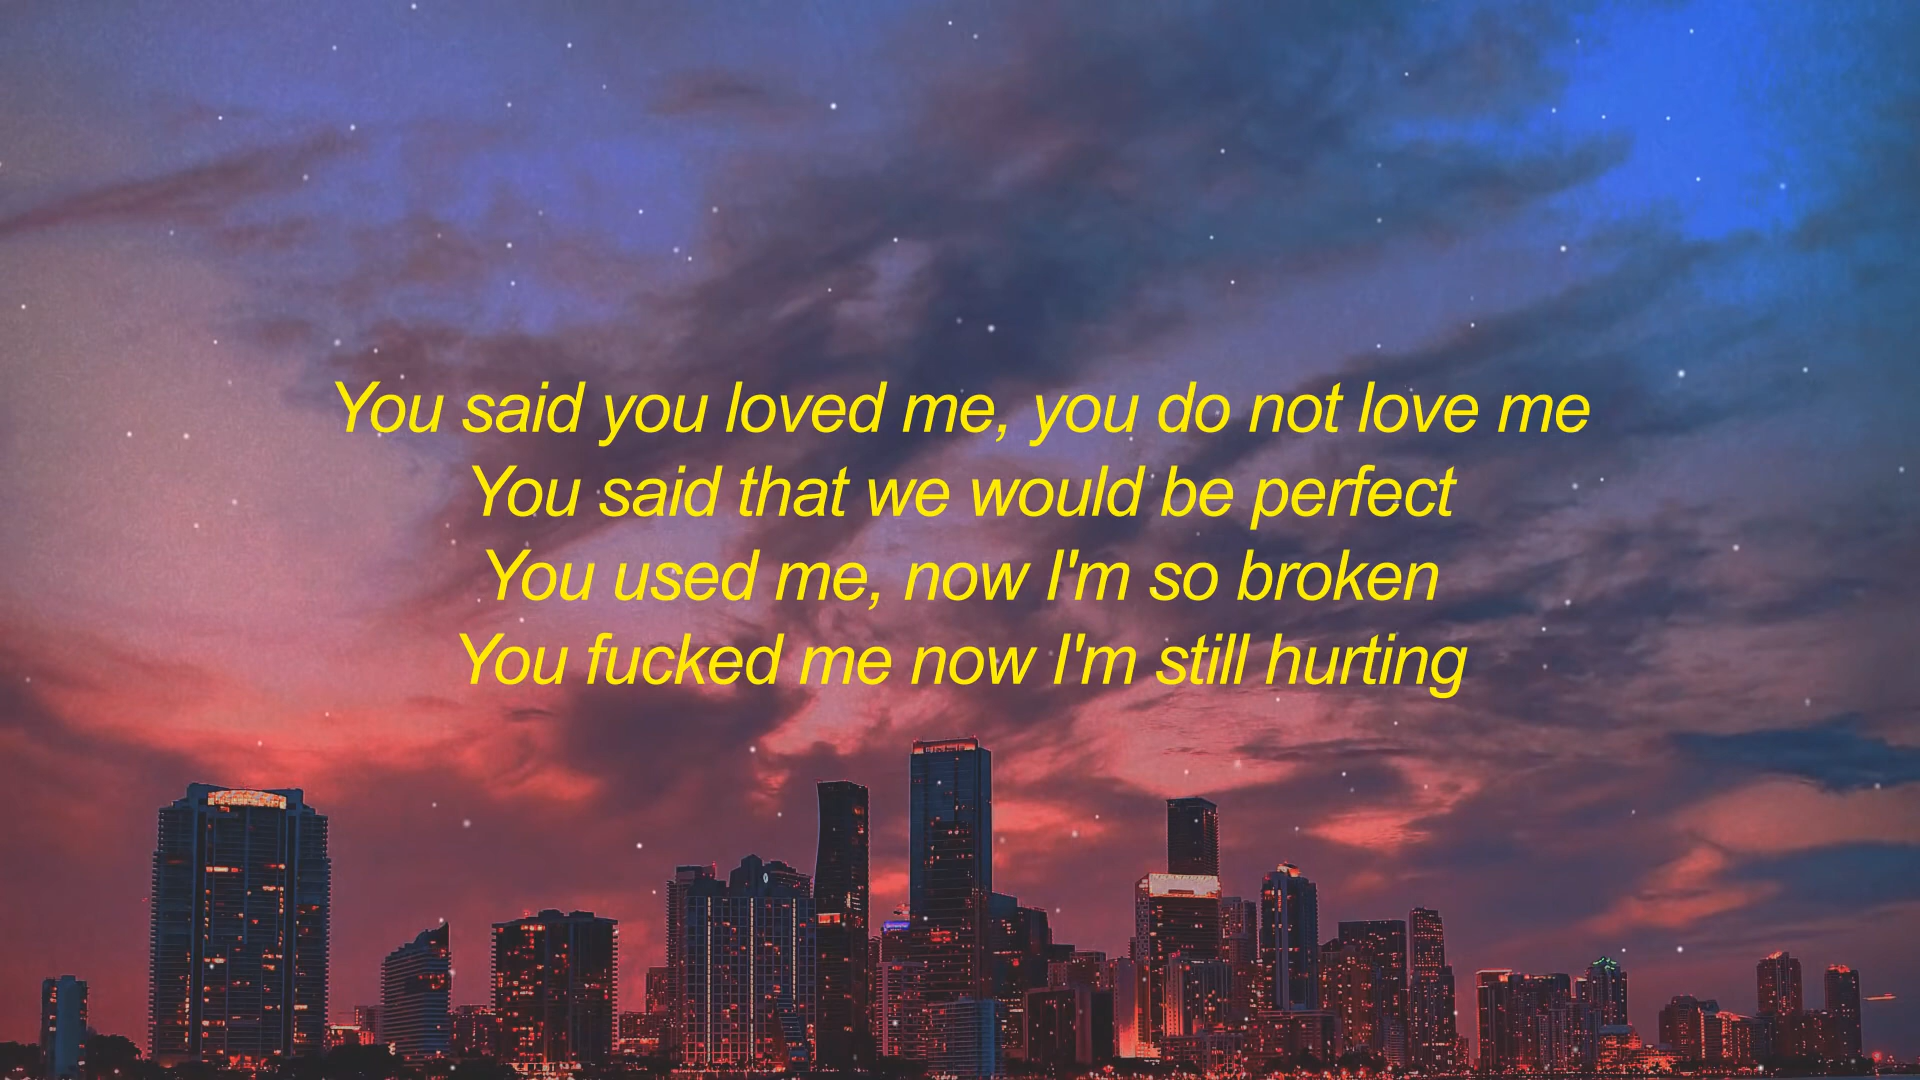 You said you loved me, you do not love me
You said that we would be perfect
You used me, now I'm so broken
You fucked me now I'm still hurting